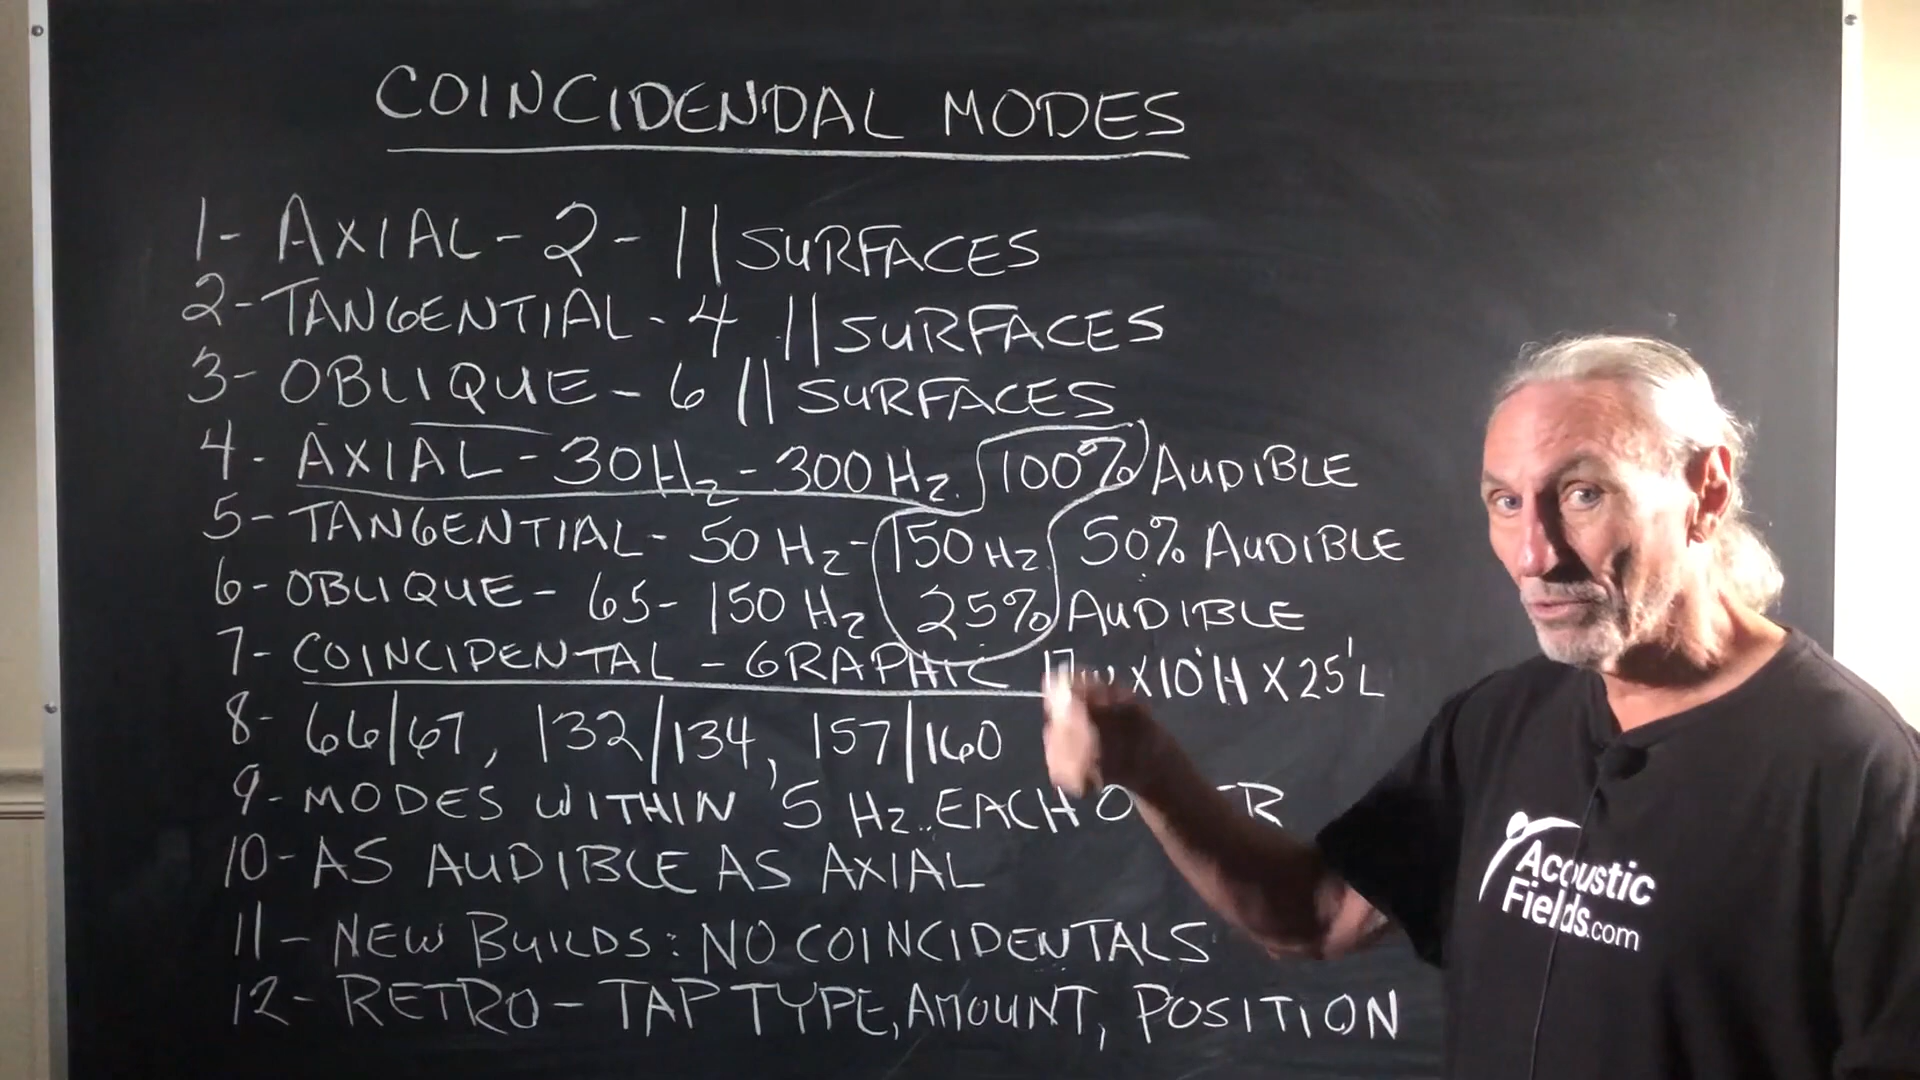 COINCIDENDAL MODES
1- AXIAL - 2 - || SURFACES
2- TANGENTIAL - 4 || SURFACES
3- OBLIQUE - 6 || SURFACES
4- AXIAL - 30Hz - 300 Hz. 100% AUDIBLE
5- TANGENTIAL - 50 Hz - 150 Hz. 50% AUDIBLE
6- OBLIQUE - 65 - 150 Hz 25% AUDIBLE
7- COINCIDENTAL - GRAPHIC X10'H X 25'L
8- 66/67, 132/134, 157/160
9- MODES WITHIN 5 Hz.. EACH
10- AS AUDIBLE AS AXIAL
11- NEW BUILDS: NO COINCIDENTALS
12- RETRO - TAP TYPE, AMOUNT, POSITION
Acoustic
Fields.com